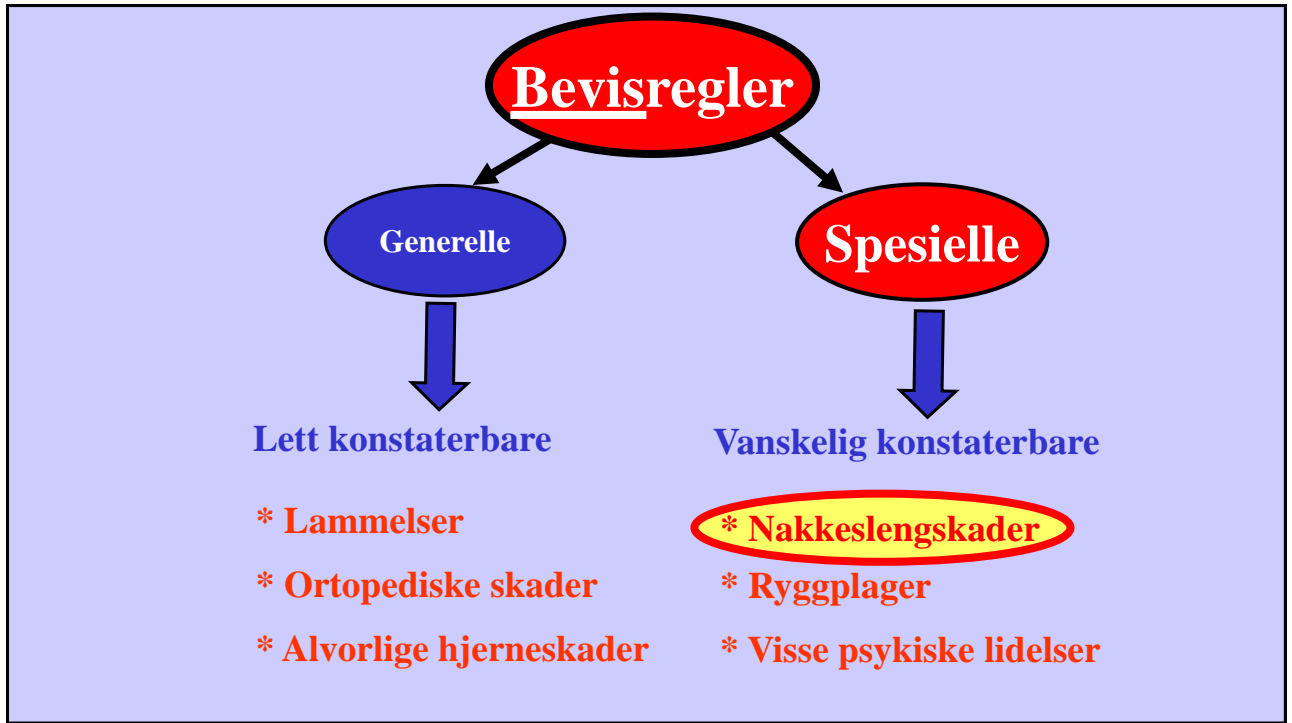 Bevisregler
Generelle
Spesielle
Lett konstaterbare
* Lammelser
* Ortopediske skader
* Alvorlige hjerneskader
Vanskelig konstaterbare
* Nakkeslengskader
* Ryggplager
* Visse psykiske lidelser